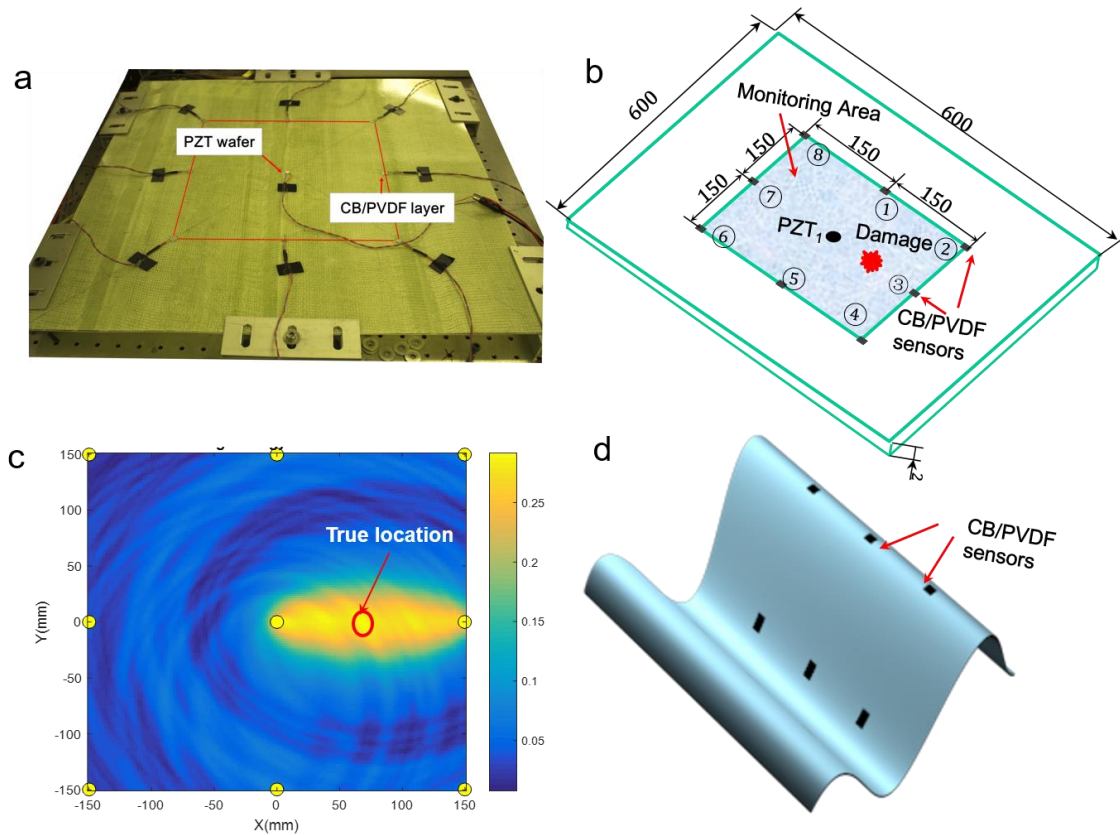 a
PZT wafer
CB/PVDF layer
b
600
600
Monitoring Area
150
150
150
150
⑧
①
⑦
②
⑥
PZT1
Damage
③
⑤
④
CB/PVDF
sensors
2
c
True location
150
100
50
0
-50
-100
-150
Y(mm)
-150
-100
-50
0
50
100
150
X(mm)
0.25
0.2
0.15
0.1
0.05
d
CB/PVDF
sensors